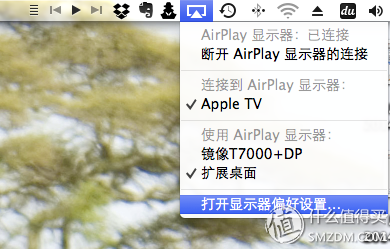 du
AirPlay 显示器：已连接
断开 AirPlay 显示器的连接
连接到 AirPlay 显示器：
✓ Apple TV
使用 AirPlay 显示器：
镜像T7000+DP
✓ 扩展桌面
打开显示器偏好设置...
值 什么值得买
SMZDM.COM